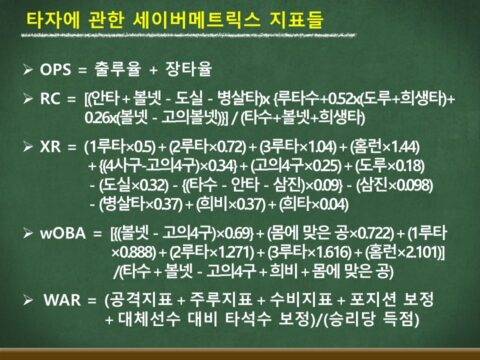 타자에 관한 세이버메트릭스 지표들
➢ OPS = 출루율 + 장타율
➢ RC = [(안타 + 볼넷 - 도실 - 병살타)x {루타수+0.52x(도루+희생타)+
0.26x(볼넷 - 고의볼넷)}] / (타수+볼넷+희생타)
➢ XR = (1루타×0.5) + (2루타×0.72) + (3루타×1.04) + (홈런×1.44)
+ {(4사구-고의4구)×0.34} + (고의4구×0.25) + (도루×0.18)
- (도실×0.32) - {(타수 - 안타 - 삼진)×0.09} - (삼진×0.098)
- (병살타×0.37) + (희비×0.37) + (희타×0.04)
➢ wOBA = [{(볼넷 - 고의4구)×0.69} + (몸에 맞은 공×0.722) + (1루타
×0.888) + (2루타×1.271) + (3루타×1.616) + (홈런×2.101)]
/(타수 + 볼넷 - 고의4구 + 희비 + 몸에 맞은 공)
➢ WAR = (공격지표 + 주루지표 + 수비지표 + 포지션 보정
+ 대체선수 대비 타석수 보정)/(승리당 득점)